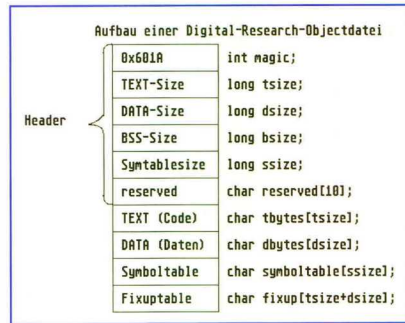 Aufbau einer Digital-Research-Objectdatei
0x601A int magic;
TEXT-Size long tsize;
DATA-Size long dsize;
Header
BSS-Size long bsize;
Symtablesize long ssize;
reserved char reserved[10];
TEXT (Code) char tbytes[tsize];
DATA (Daten) char dbytes[dsize];
Symboltable char symboltable[ssize];
Fixuptable char fixup[tsize+dsize];